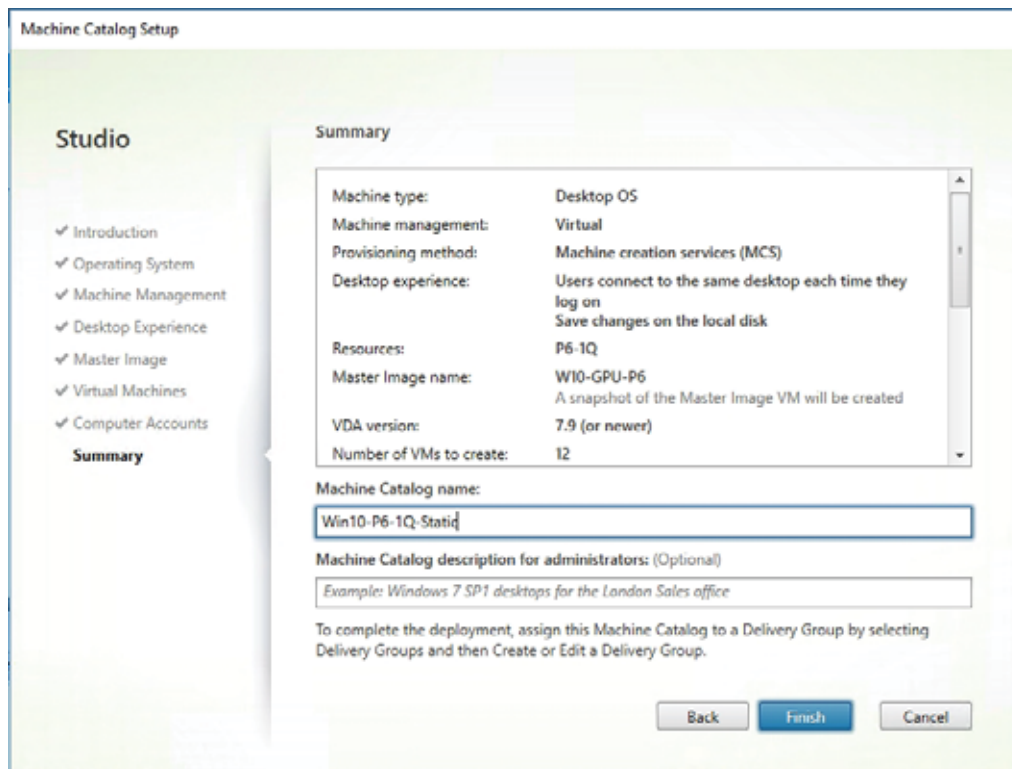 Machine Catalog Setup
Studio
Introduction
Operating System
Machine Management
Desktop Experience
Master Image
Virtual Machines
Computer Accounts
Summary
Summary
Machine type: Desktop OS
Machine management: Virtual
Provisioning method: Machine creation services (MCS)
Desktop experience: Users connect to the same desktop each time they
log on
Save changes on the local disk
Resources: P6-1Q
Master Image name: W10-GPU-P6
A snapshot of the Master Image VM will be created
VDA version: 7.9 (or newer)
Number of VMs to create: 12
Machine Catalog name:
Win10-P6-1Q-Static
Machine Catalog description for administrators: (Optional)
Example: Windows 7 SP1 desktops for the London Sales office
To complete the deployment, assign this Machine Catalog to a Delivery Group by selecting
Delivery Groups and then Create or Edit a Delivery Group.
Back Finish Cancel